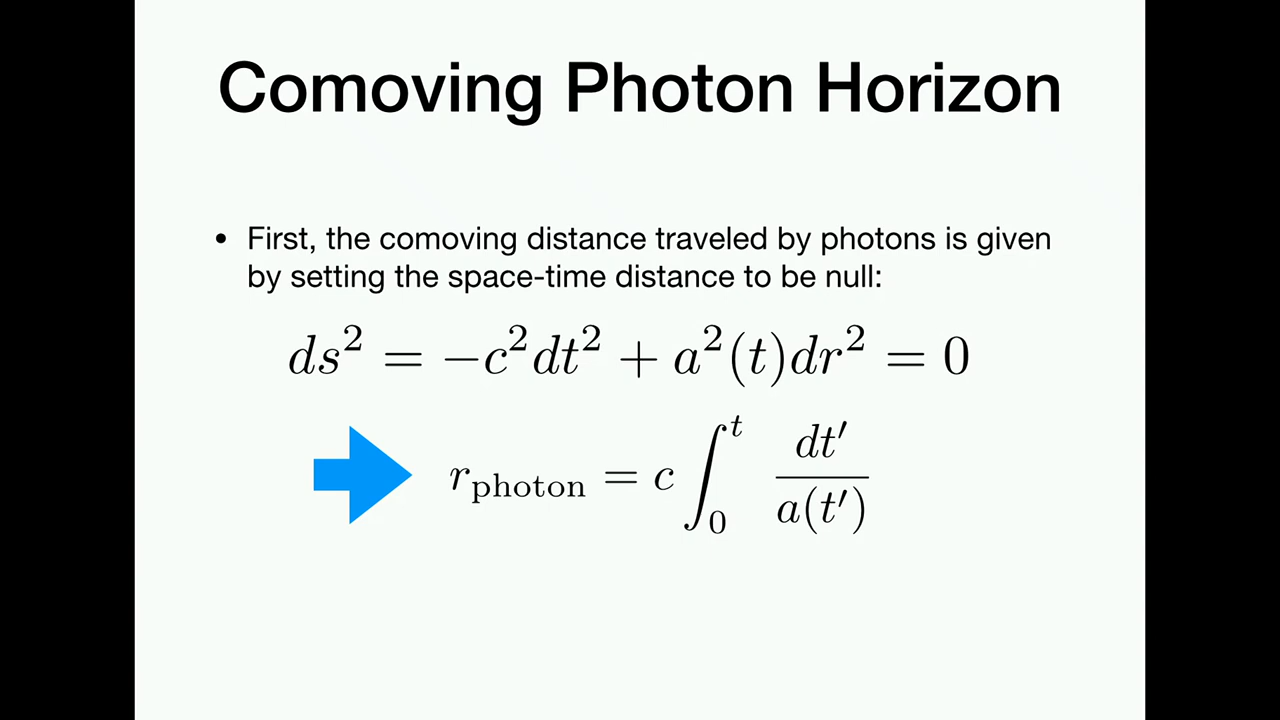 Comoving Photon Horizon
• First, the comoving distance traveled by photons is given
by setting the space-time distance to be null:
ds² = −c²dt² + a²(t)dr² = 0
r_photon = c ∫₀ᵗ dt′ / a(t′)